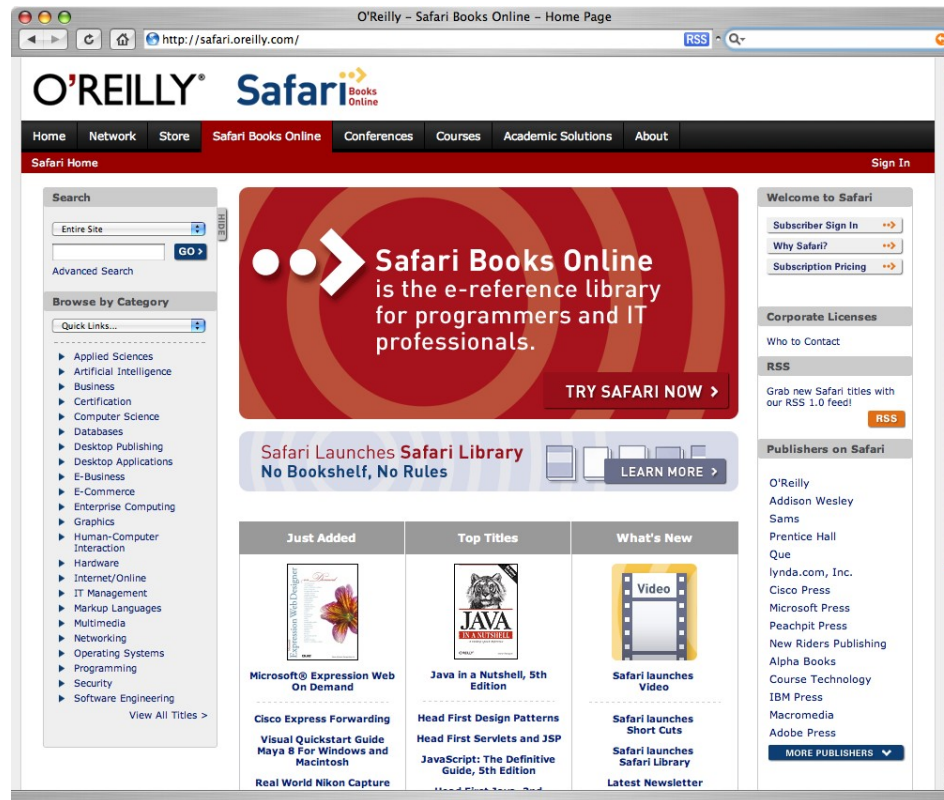 O'Reilly – Safari Books Online – Home Page
http://safari.oreilly.com/
RSS
O'REILLY®
Safari Books Online
Home Network Store Safari Books Online Conferences Courses Academic Solutions About
Safari Home
Sign In
Search
HIDE
Entire Site
GO >
Advanced Search
Browse by Category
Quick Links...
Applied Sciences
Artificial Intelligence
Business
Certification
Computer Science
Databases
Desktop Publishing
Desktop Applications
E-Business
E-Commerce
Enterprise Computing
Graphics
Human-Computer
Interaction
Hardware
Internet/Online
IT Management
Markup Languages
Multimedia
Networking
Operating Systems
Programming
Security
Software Engineering
View All Titles >
Safari Books Online
is the e-reference library
for programmers and IT
professionals.
TRY SAFARI NOW >
Safari Launches Safari Library
No Bookshelf, No Rules
LEARN MORE >
Just Added
Expression Web Designer
Microsoft® Expression Web
On Demand
Cisco Express Forwarding
Visual Quickstart Guide
Maya 8 For Windows and
Macintosh
Real World Nikon Capture
Top Titles
JAVA
IN A NUTSHELL
O'REILLY
Java in a Nutshell, 5th
Edition
Head First Design Patterns
Head First Servlets and JSP
JavaScript: The Definitive
Guide, 5th Edition
Head First Java, 2nd
What's New
Video
Safari launches
Video
Safari launches
Short Cuts
Safari launches
Safari Library
Latest Newsletter
Welcome to Safari
Subscriber Sign In
Why Safari?
Subscription Pricing
Corporate Licenses
Who to Contact
RSS
Grab new Safari titles with
our RSS 1.0 feed!
RSS
Publishers on Safari
O'Reilly
Addison Wesley
Sams
Prentice Hall
Que
lynda.com, Inc.
Cisco Press
Microsoft Press
Peachpit Press
New Riders Publishing
Alpha Books
Course Technology
IBM Press
Macromedia
Adobe Press
MORE PUBLISHERS